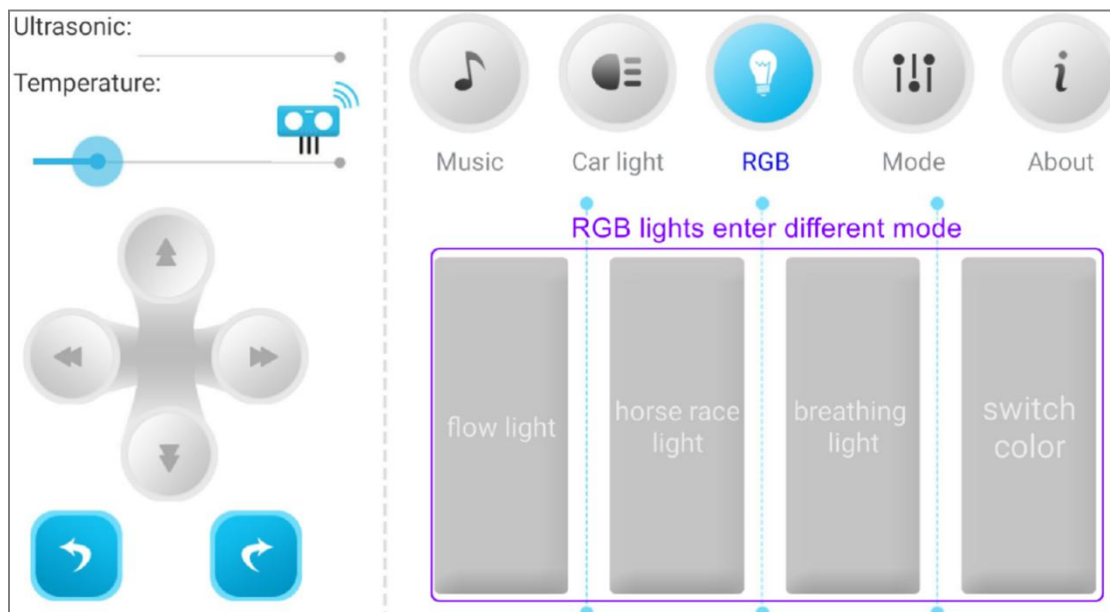 Ultrasonic:
Temperature:
Music
Car light
RGB
Mode
About
RGB lights enter different mode
flow light
horse race
light
breathing
light
switch
color